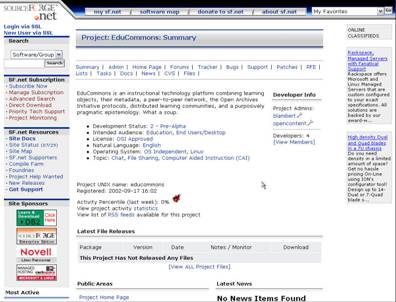 SOURCEFORGE
.net
my sf.net
software map
donate to sf.net
about sf.net
My Favorites
Go
Login via SSL
New User via SSL
Search
Software/Group
Search
SF.net Subscription
Subscribe Now
Manage Subscription
Advanced Search
Direct Download
Priority Tech Support
Project Monitoring
SF.net Resources
Site Docs
Site Status
Site Map
SF.net Supporters
Compile Farm
Foundries
Project Help Wanted
New Releases
Get Support
Site Sponsors
Novell
Most Active
Project: EduCommons: Summary
Summary | Admin | Home Page | Forums | Tracker | Bugs | Support | Patches | RFE |
Lists | Tasks | Docs | News | CVS | Files |
EduCommons is an instructional technology platform combining learning
objects, their metadata, a peer-to-peer network, the Open Archives
Initiative protocols, distributed learning communities, and a purposively
pragmatic epistemology. What a soup.
Development Status: 2 - Pre-Alpha
Intended Audience: Education, End Users/Desktop
License: OSI Approved
Natural Language: English
Operating System: OS Independent, Linux
Topic: Chat, File Sharing, Computer Aided Instruction (CAI)
Project UNIX name: educommons
Registered: 2002-09-17 16:02
Activity Percentile (last week): 0%
View project activity statistics
View list of RSS feeds available for this project
Developer Info
Project Admins:
blambert
opencontent
Developers: 4
[View Members]
Latest File Releases
Package Version Date Notes / Monitor Download
This Project Has Not Released Any Files
[View ALL Project Files]
Public Areas
Project Home Page
Latest News
No News Items Found
ONLINE
CLASSIFIEDS
Rackspace,
Managed Servers
with Fanatical
Support
Rackspace offers
Microsoft and
Linux Managed
Servers that are
custom configured
to your exact
specifications. All
solutions are
backed by your
award-w...
High density Dual
and Quad blades
in a 7U chassis
Do you need
density in a limited
amount of space?
Get no hassle
pricing On-Line
using ION's
configurator tool!
Design up to 14-
Dual or 7-Quad
blade s...